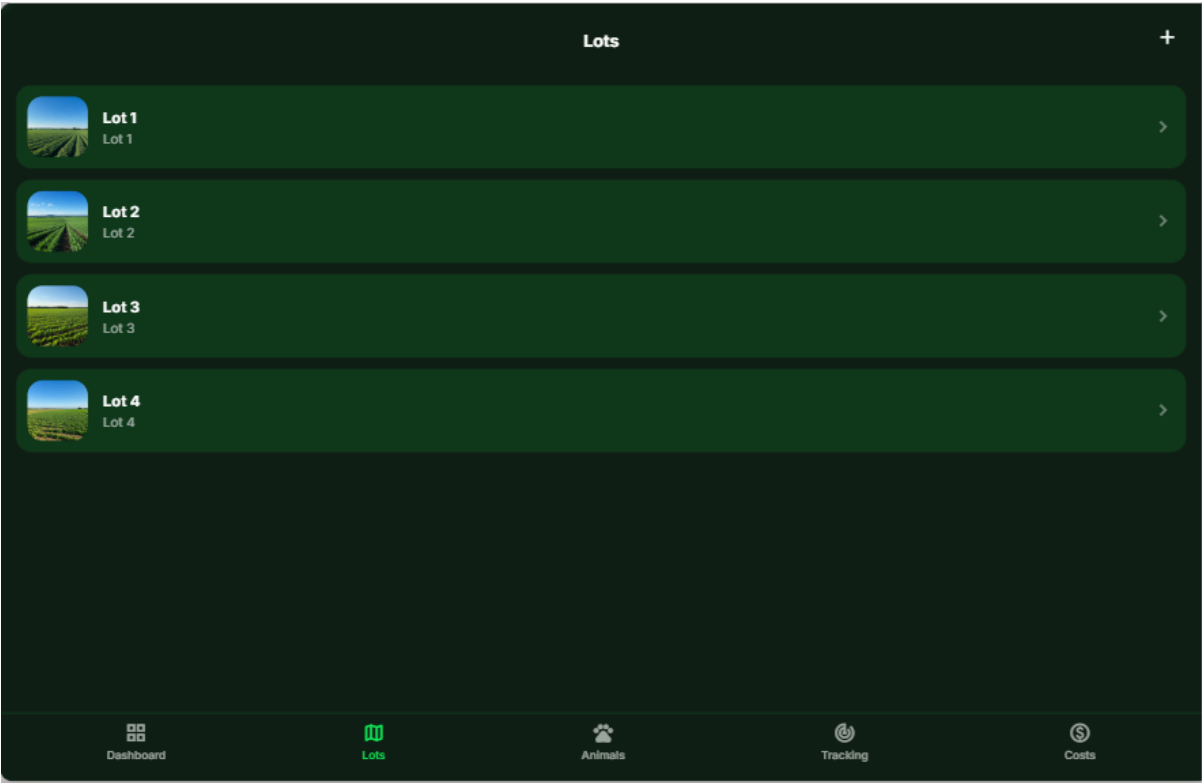 Lots
+
Lot 1
Lot 1
Lot 2
Lot 2
Lot 3
Lot 3
Lot 4
Lot 4
Dashboard
Lots
Animals
Tracking
Costs